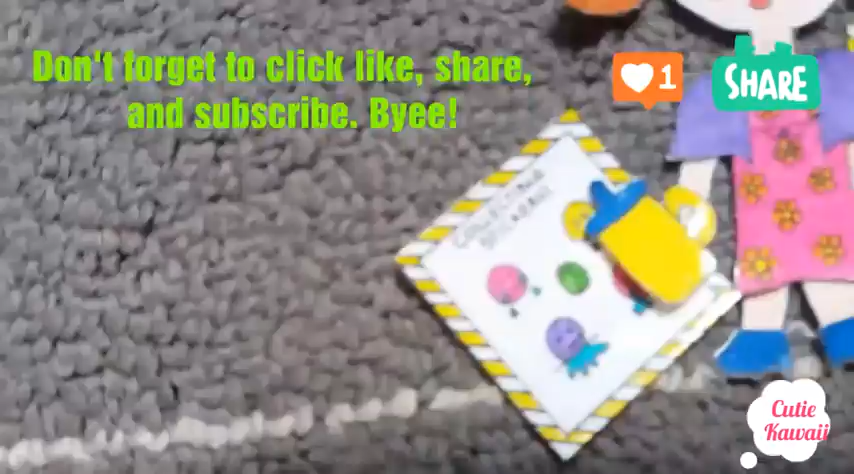 Don't forget to click like, share,
and subscribe. Byee!
1
SHARE
Cutie
Kawaii